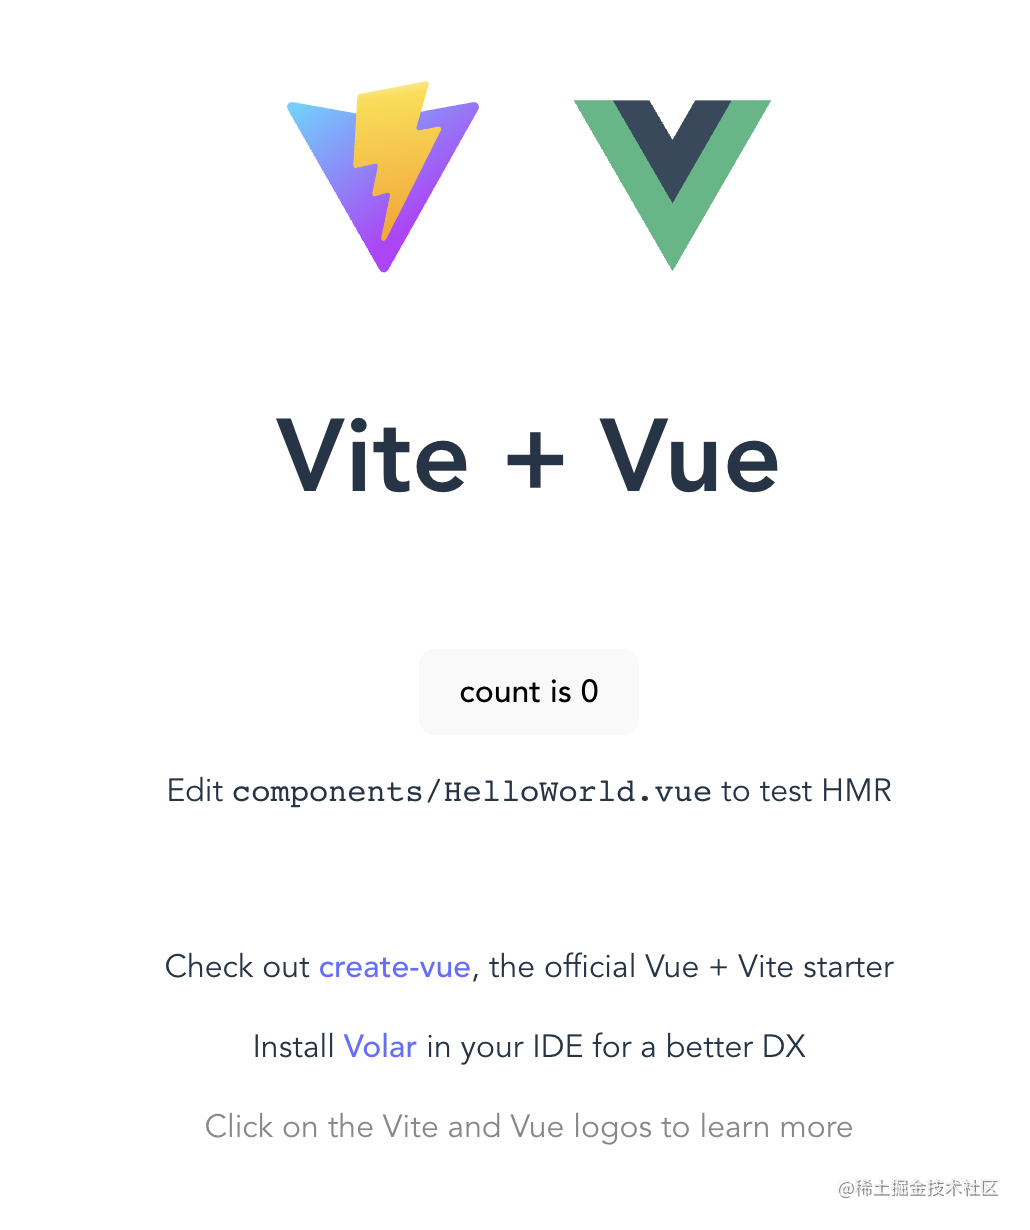 Vite + Vue
count is 0
Edit components/HelloWorld.vue to test HMR
Check out create-vue, the official Vue + Vite starter
Install Volar in your IDE for a better DX
Click on the Vite and Vue logos to learn more
@稀土掘金技术社区